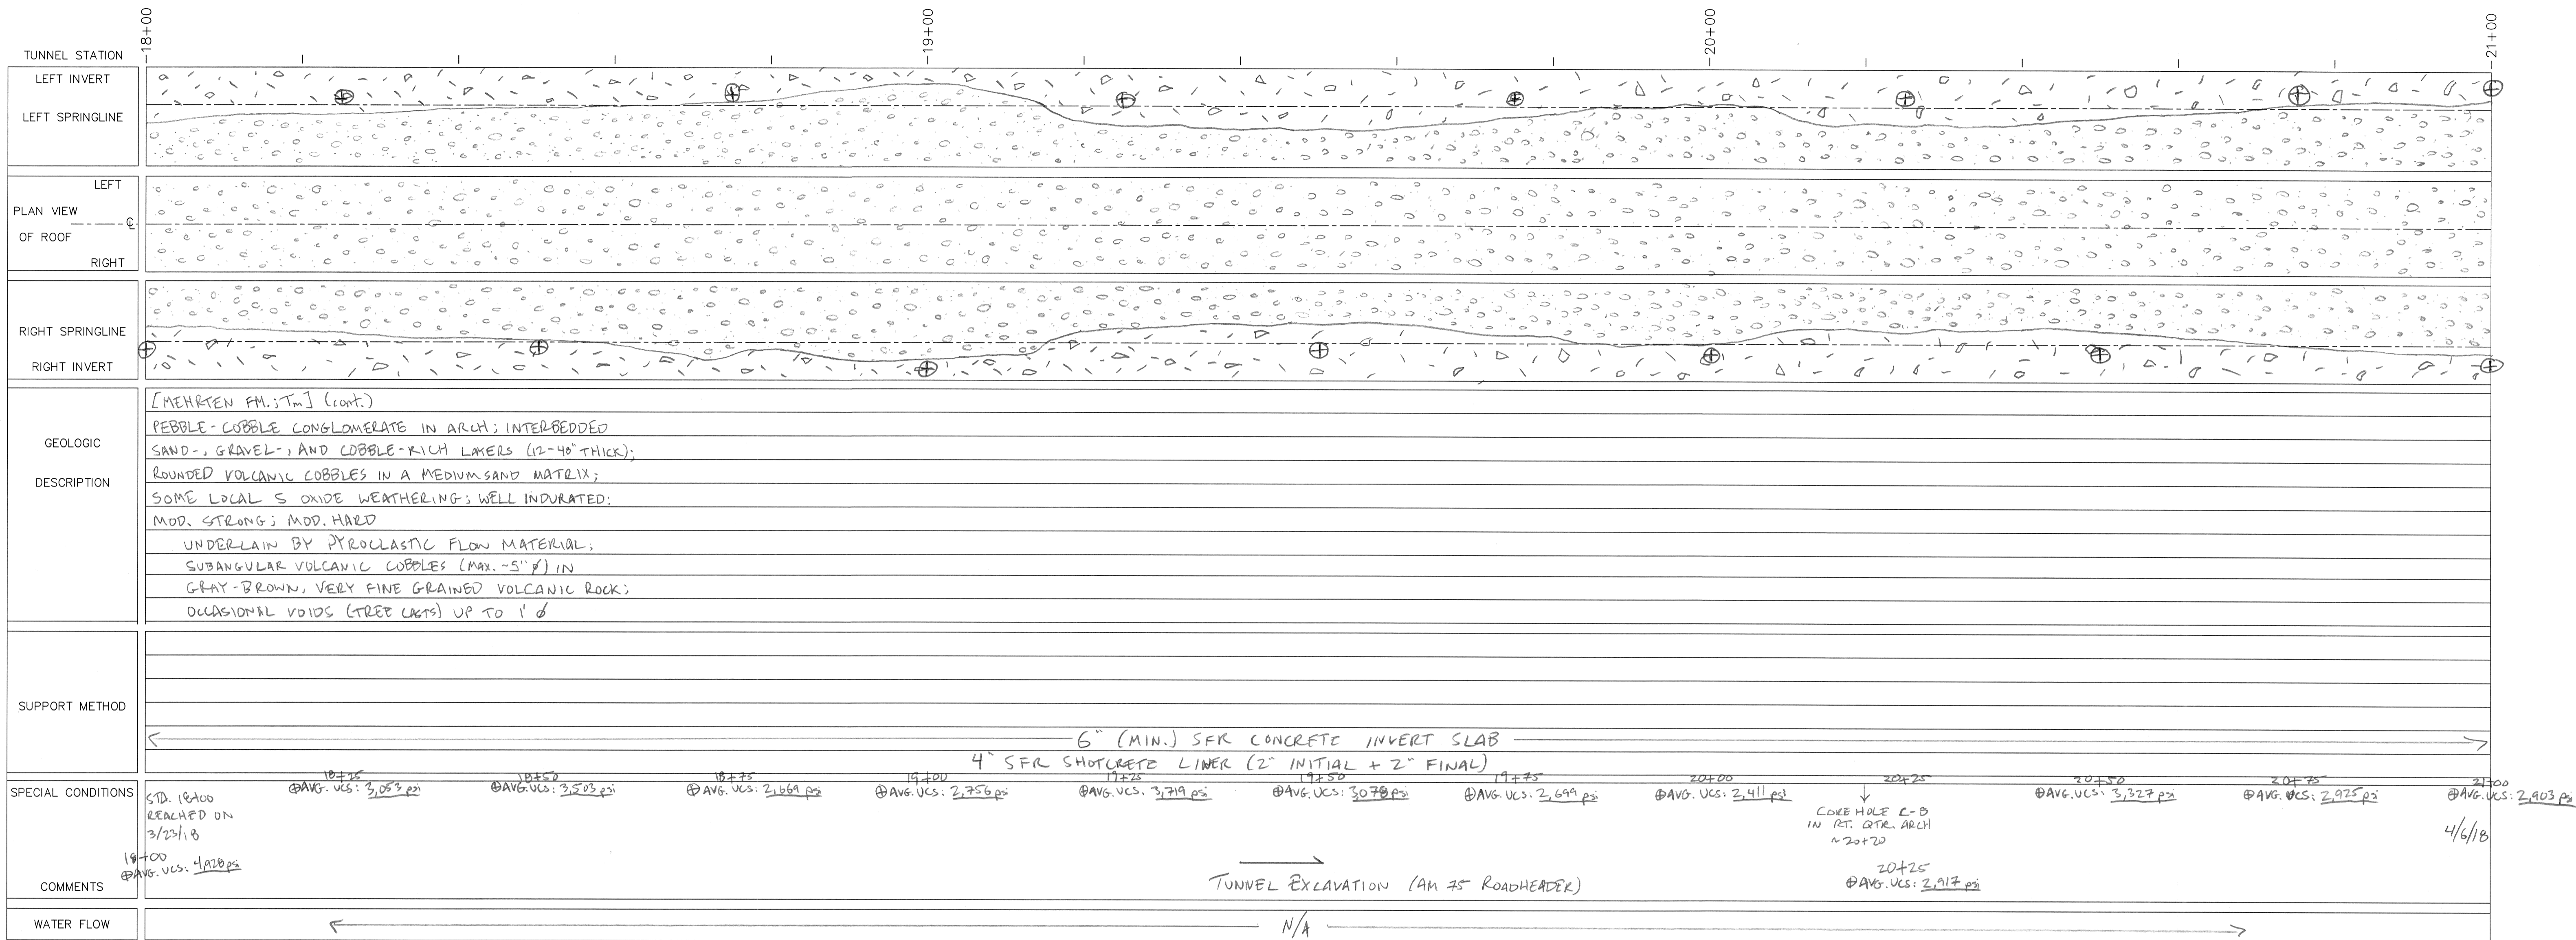 TUNNEL STATION
18+00
19+00
20+00
21+00
LEFT INVERT
LEFT SPRINGLINE
LEFT
PLAN VIEW
℄
OF ROOF
RIGHT
RIGHT SPRINGLINE
RIGHT INVERT
GEOLOGIC
DESCRIPTION
[MEHRTEN FM.; Tm] (cont.)
PEBBLE-COBBLE CONGLOMERATE IN ARCH; INTERBEDDED
SAND-, GRAVEL-, AND COBBLE-RICH LAYERS (12-48" THICK);
ROUNDED VOLCANIC COBBLES IN A MEDIUM SAND MATRIX;
SOME LOCAL S OXIDE WEATHERING; WELL INDURATED;
MOD. STRONG; MOD. HARD
UNDERLAIN BY PYROCLASTIC FLOW MATERIAL;
SUBANGULAR VOLCANIC COBBLES (MAX. ~5" ⌀) IN
GRAY-BROWN, VERY FINE GRAINED VOLCANIC ROCK;
OCCASIONAL VOIDS (TREE CASTS) UP TO 1' ⌀
SUPPORT METHOD
6" (MIN.) SFR CONCRETE INVERT SLAB
4" SFR SHOTCRETE LINER (2" INITIAL + 2" FINAL)
SPECIAL CONDITIONS
COMMENTS
STD. 18+00
REACHED ON
3/23/18
18+00
⊕AVG. UCS: 4,928 psi
18+25
⊕AVG. UCS: 3,053 psi
18+50
⊕AVG. UCS: 3,503 psi
18+75
⊕AVG. UCS: 2,669 psi
19+00
⊕AVG. UCS: 2,756 psi
19+25
⊕AVG. UCS: 3,719 psi
19+50
⊕AVG. UCS: 3,078 psi
19+75
⊕AVG. UCS: 2,699 psi
20+00
⊕AVG. UCS: 2,411 psi
20+25
CORE HOLE C-8
IN RT. QTR. ARCH
~20+20
20+25
⊕AVG. UCS: 2,917 psi
20+50
⊕AVG. UCS: 3,327 psi
20+75
⊕AVG. UCS: 2,925 psi
21+00
⊕AVG. UCS: 2,903 psi
4/6/18
TUNNEL EXCAVATION (AM 75 ROADHEADER)
WATER FLOW
N/A